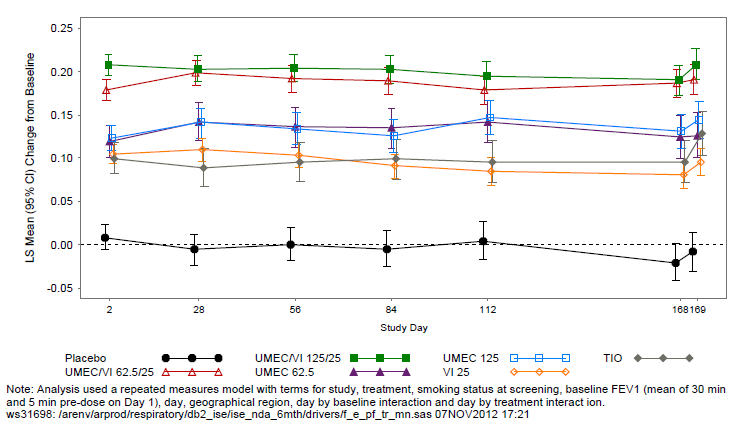 LS Mean (95% CI) Change from Baseline
0.25
0.20
0.15
0.10
0.05
0.00
-0.05
2 28 56 84 112 168 169
Study Day
Placebo UMEC/VI 125/25 UMEC 125 TIO
UMEC/VI 62.5/25 UMEC 62.5 VI 25
Note: Analysis used a repeated measures model with terms for study, treatment, smoking status at screening, baseline FEV1 (mean of 30 min
and 5 min pre-dose on Day 1), day, geographical region, day by baseline interaction and day by treatment interact ion.
ws31698: /arenv/arprod/respiratory/db2_ise/ise_nda_6mth/drivers/f_e_pf_tr_mn.sas 07NOV2012 17:21